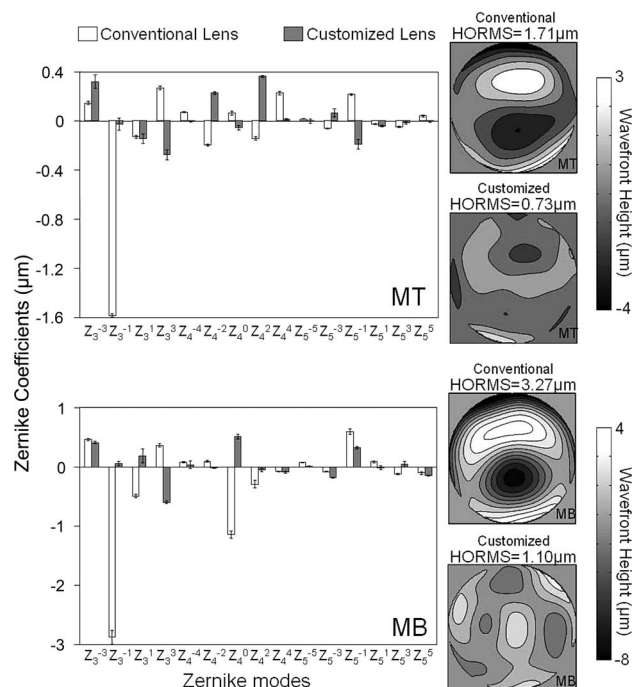 Conventional Lens Customized Lens
Zernike Coefficients (µm)
0.4
0
-0.4
-0.8
-1.2
-1.6
MT
Z₃⁻³ Z₃⁻¹ Z₃¹ Z₃³ Z₄⁻⁴ Z₄⁻² Z₄⁰ Z₄² Z₄⁴ Z₅⁻⁵ Z₅⁻³ Z₅⁻¹ Z₅¹ Z₅³ Z₅⁵
Conventional
HORMS=1.71µm
MT
Customized
HORMS=0.73µm
MT
3
Wavefront Height (µm)
-4
1
0
-1
-2
-3
MB
Z₃⁻³ Z₃⁻¹ Z₃¹ Z₃³ Z₄⁻⁴ Z₄⁻² Z₄⁰ Z₄² Z₄⁴ Z₅⁻⁵ Z₅⁻³ Z₅⁻¹ Z₅¹ Z₅³ Z₅⁵
Zernike modes
Conventional
HORMS=3.27µm
MB
Customized
HORMS=1.10µm
MB
4
Wavefront Height (µm)
-8